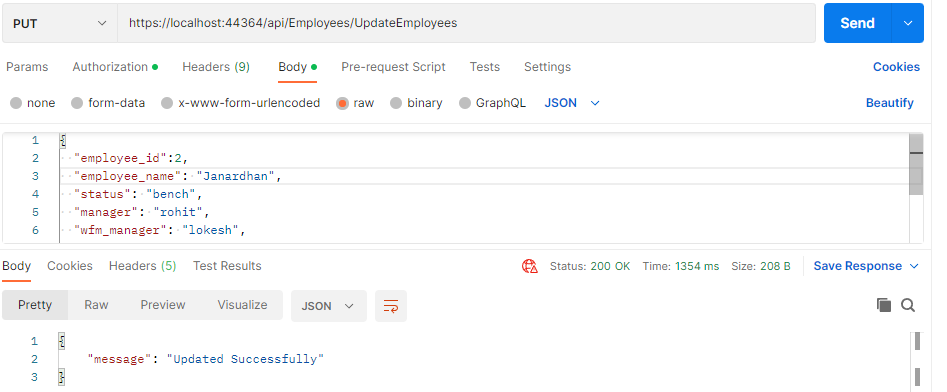 PUT https://localhost:44364/api/Employees/UpdateEmployees Send
Params Authorization Headers (9) Body Pre-request Script Tests Settings Cookies
none form-data x-www-form-urlencoded raw binary GraphQL JSON Beautify
1 {
2 "employee_id":2,
3 "employee_name": "Janardhan",
4 "status": "bench",
5 "manager": "rohit",
6 "wfm_manager": "lokesh",
Body Cookies Headers (5) Test Results Status: 200 OK Time: 1354 ms Size: 208 B Save Response
Pretty Raw Preview Visualize JSON
1 {
2 "message": "Updated Successfully"
3 }